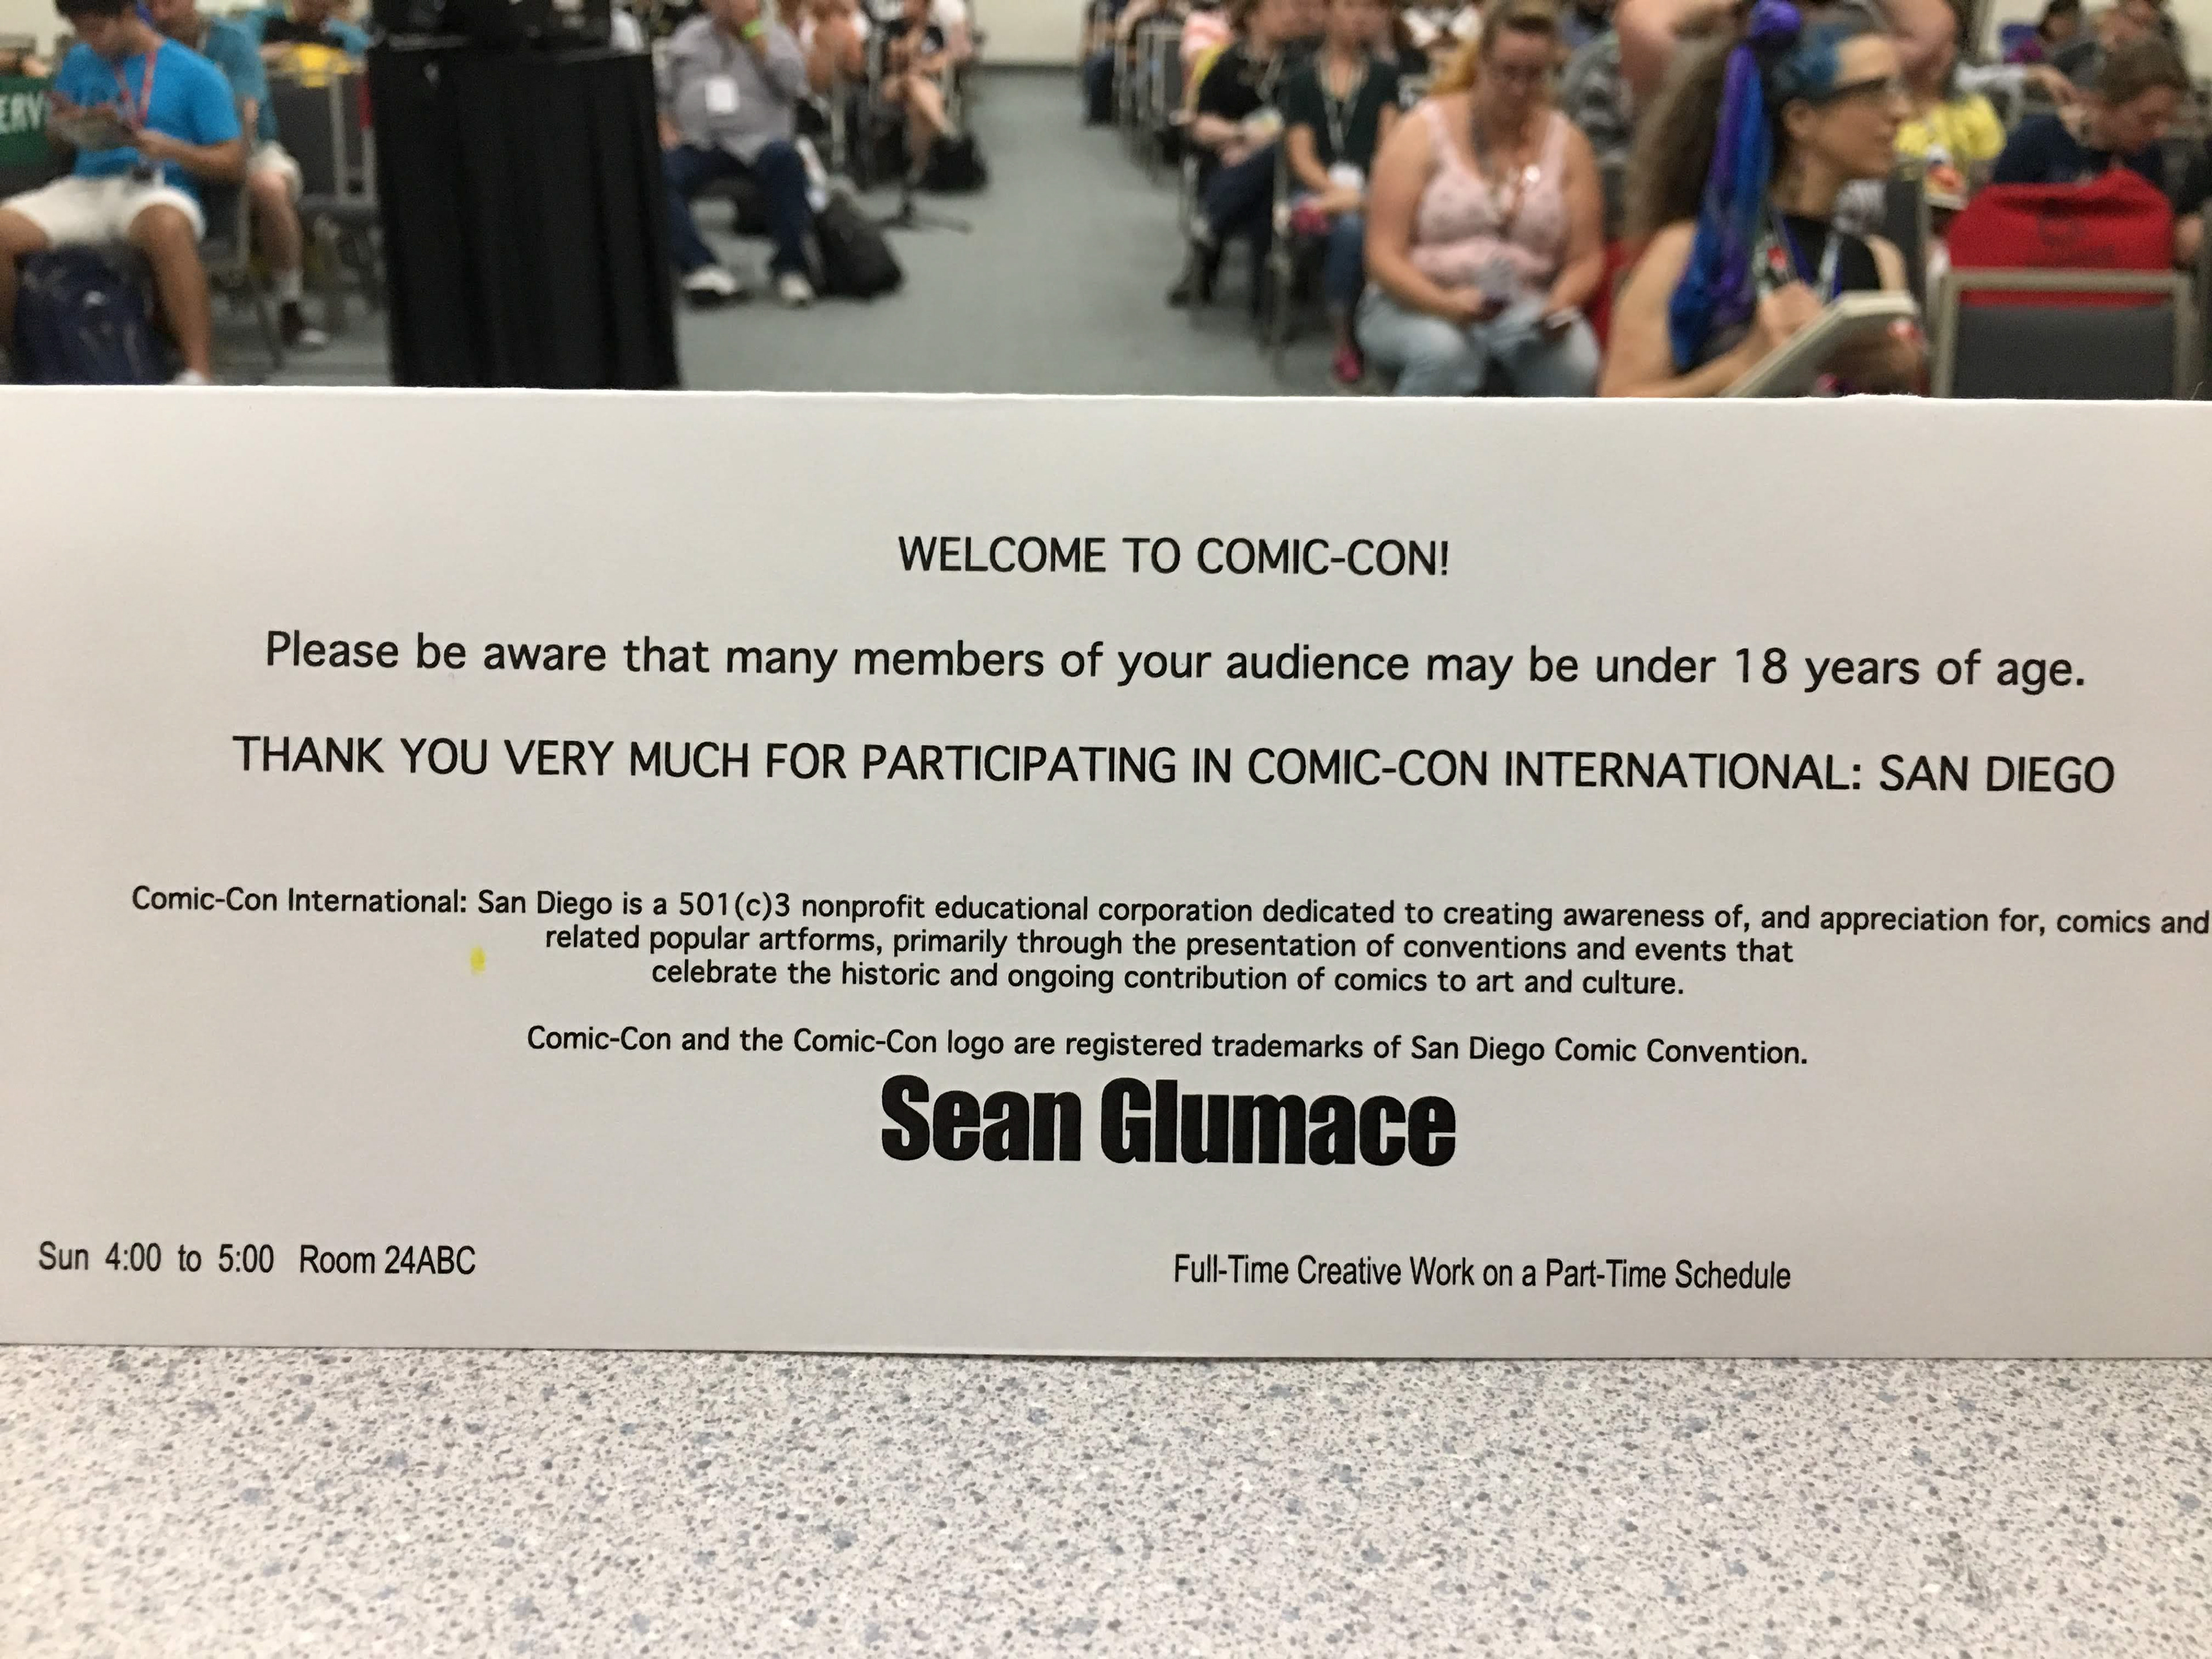 ERV
WELCOME TO COMIC-CON!
Please be aware that many members of your audience may be under 18 years of age.
THANK YOU VERY MUCH FOR PARTICIPATING IN COMIC-CON INTERNATIONAL: SAN DIEGO
Comic-Con International: San Diego is a 501(c)3 nonprofit educational corporation dedicated to creating awareness of, and appreciation for, comics and
related popular artforms, primarily through the presentation of conventions and events that
celebrate the historic and ongoing contribution of comics to art and culture.
Comic-Con and the Comic-Con logo are registered trademarks of San Diego Comic Convention.
Sean Glumace
Sun 4:00 to 5:00 Room 24ABC
Full-Time Creative Work on a Part-Time Schedule